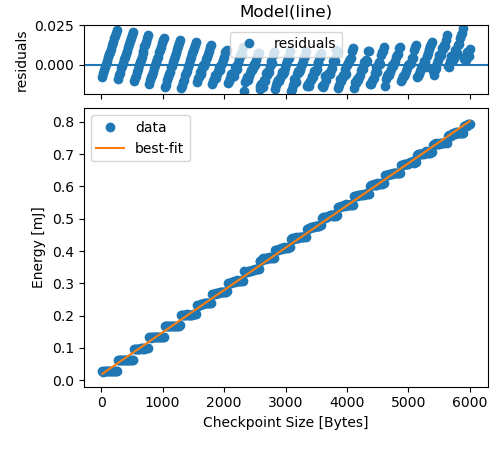 Model(line)
0.025
0.000
residuals
residuals
0.8
0.7
0.6
0.5
0.4
0.3
0.2
0.1
0.0
Energy [mJ]
data
best-fit
0
1000
2000
3000
4000
5000
6000
Checkpoint Size [Bytes]